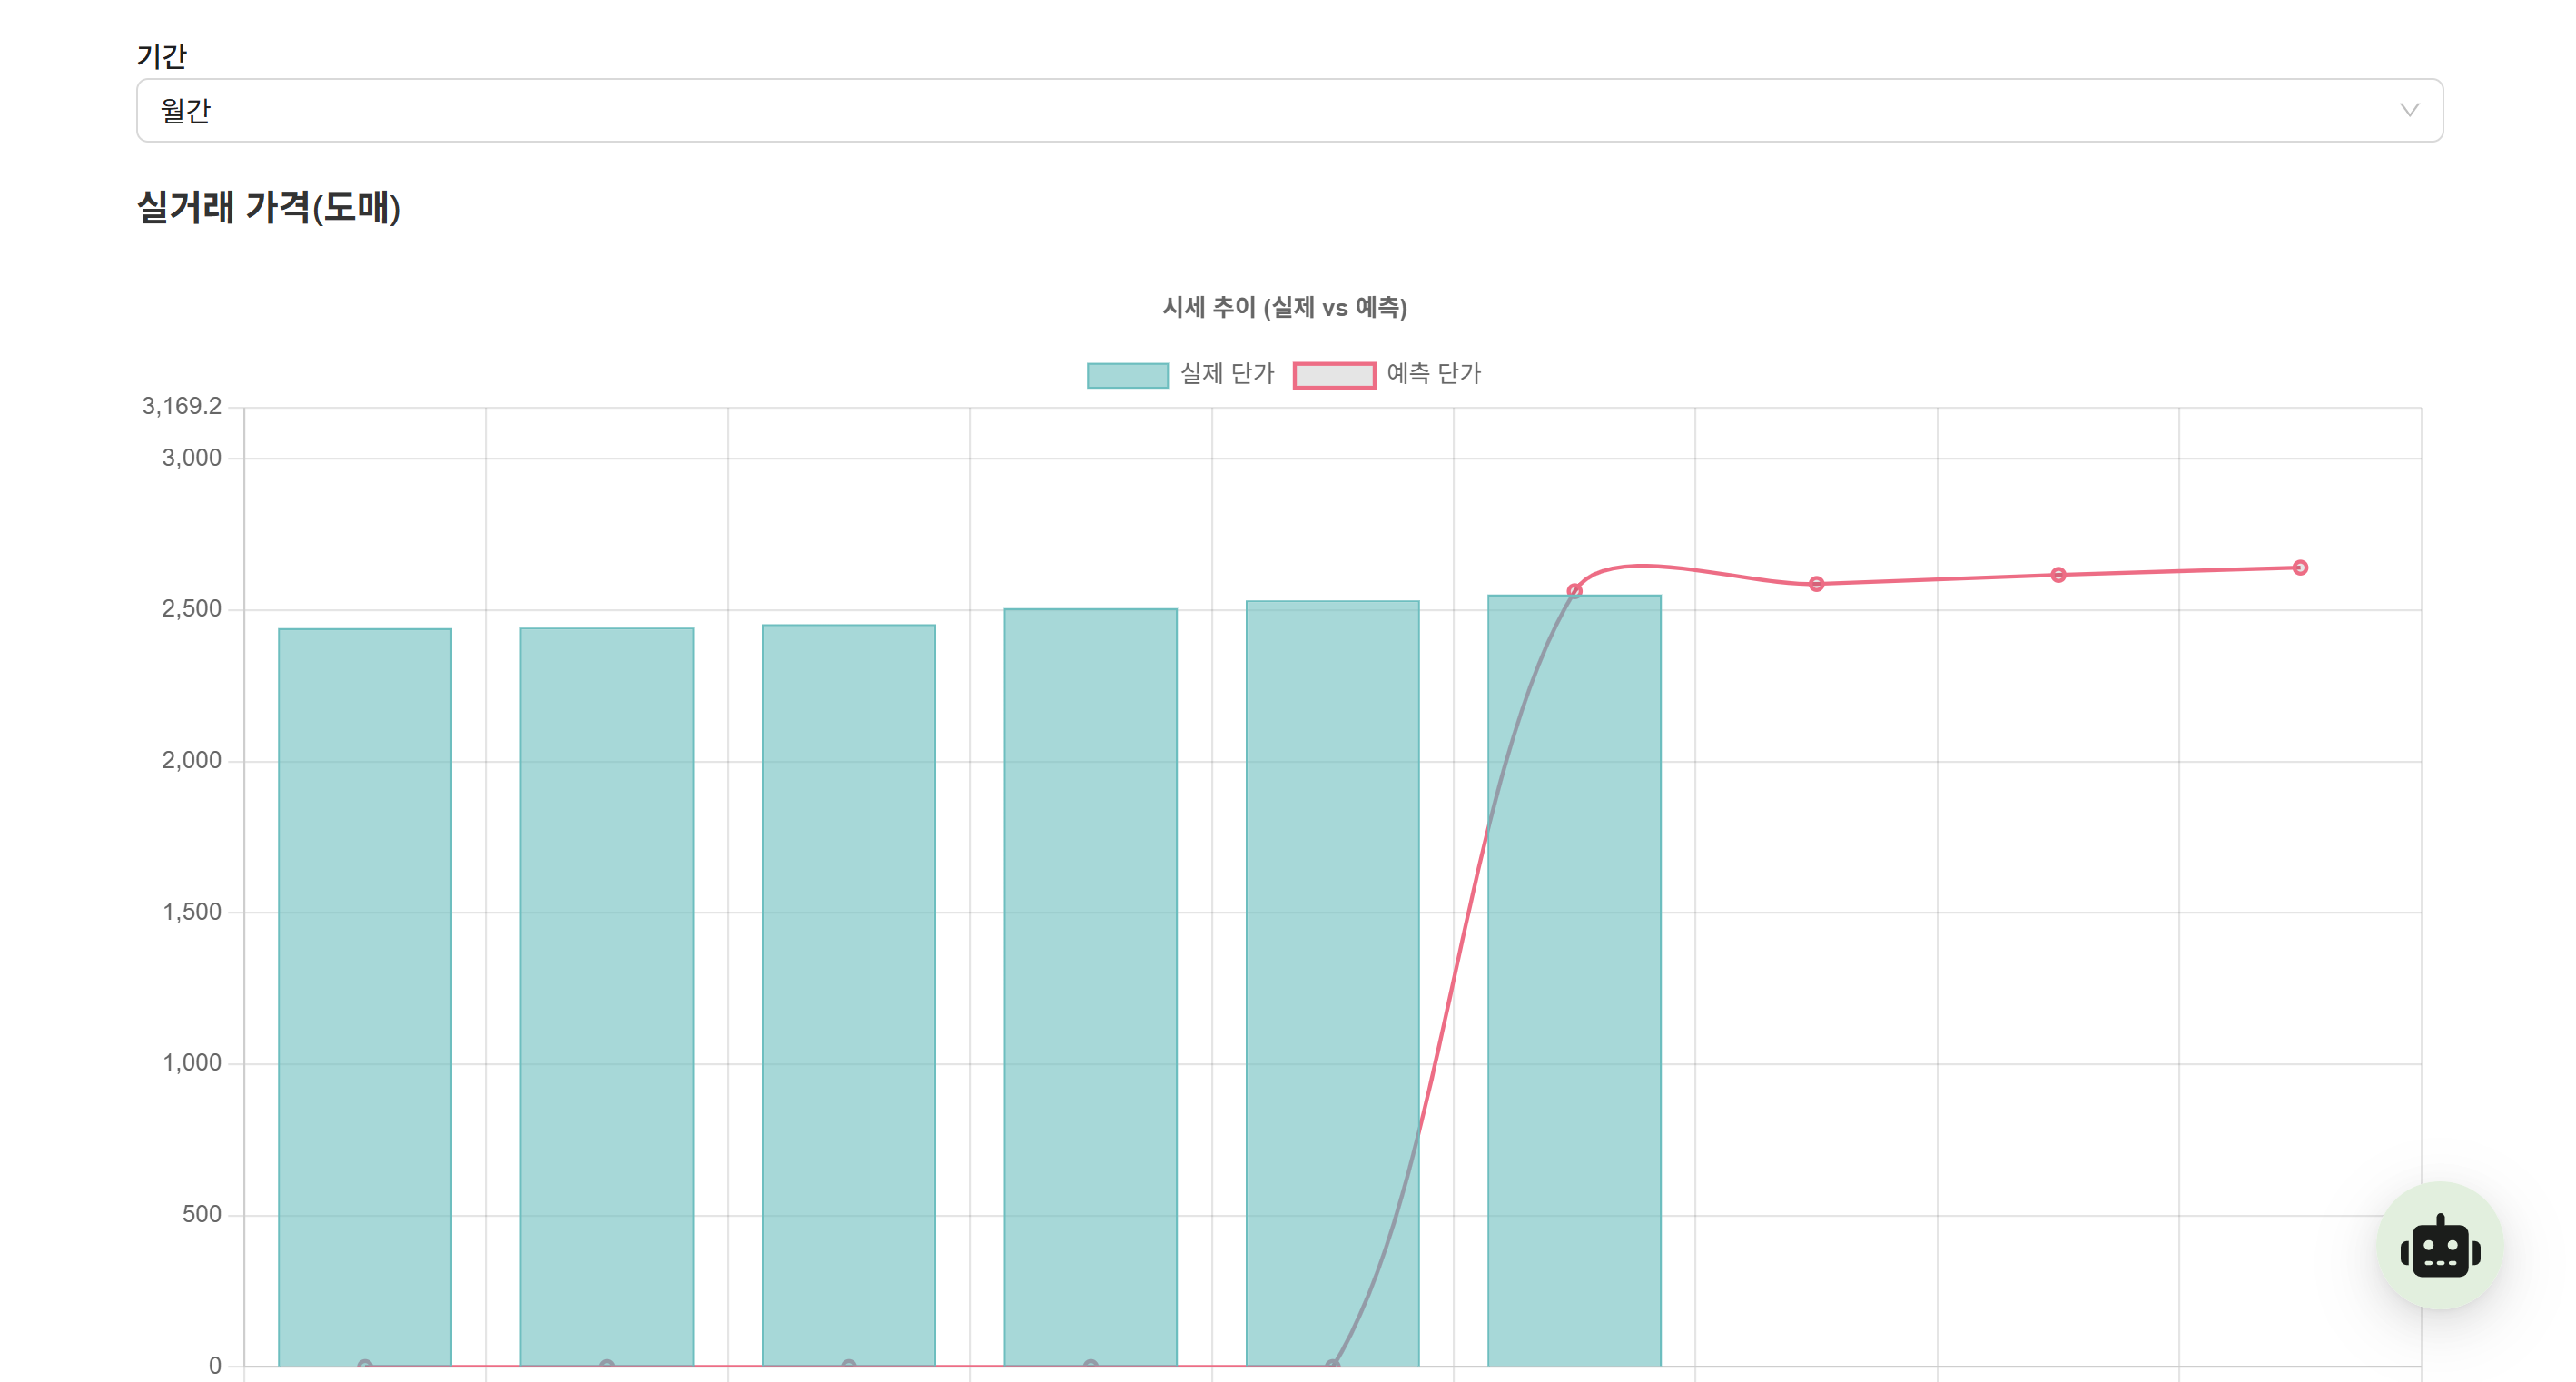 기간
월간
실거래 가격(도매)
시세 추이 (실제 vs 예측)
실제 단가 예측 단가
3,169.2
3,000
2,500
2,000
1,500
1,000
500
0